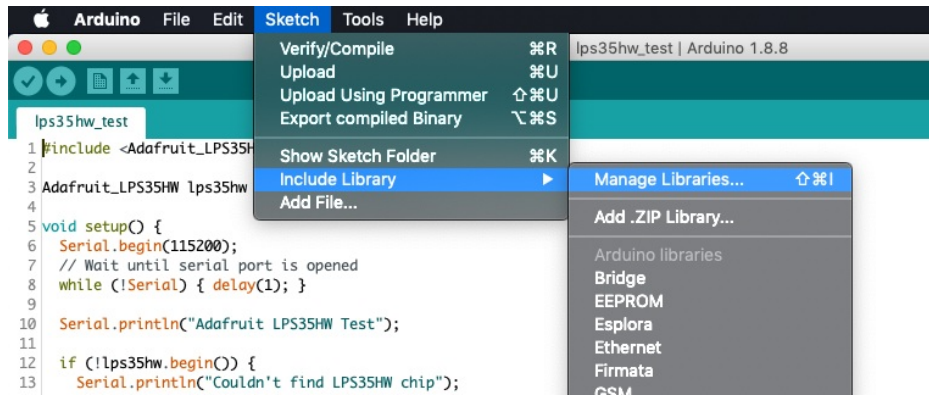 Arduino File Edit Sketch Tools Help
lps35hw_test | Arduino 1.8.8
Verify/Compile ⌘R
Upload ⌘U
Upload Using Programmer ⇧⌘U
Export compiled Binary ⌥⌘S
Show Sketch Folder ⌘K
Include Library ▶
Add File...
Manage Libraries... ⇧⌘I
Add .ZIP Library...
Arduino libraries
Bridge
EEPROM
Esplora
Ethernet
Firmata
GSM
lps35hw_test
1 #include <Adafruit_LPS35H
2
3 Adafruit_LPS35HW lps35hw
4
5 void setup() {
6 Serial.begin(115200);
7 // Wait until serial port is opened
8 while (!Serial) { delay(1); }
9
10 Serial.println("Adafruit LPS35HW Test");
11
12 if (!lps35hw.begin()) {
13 Serial.println("Couldn't find LPS35HW chip");